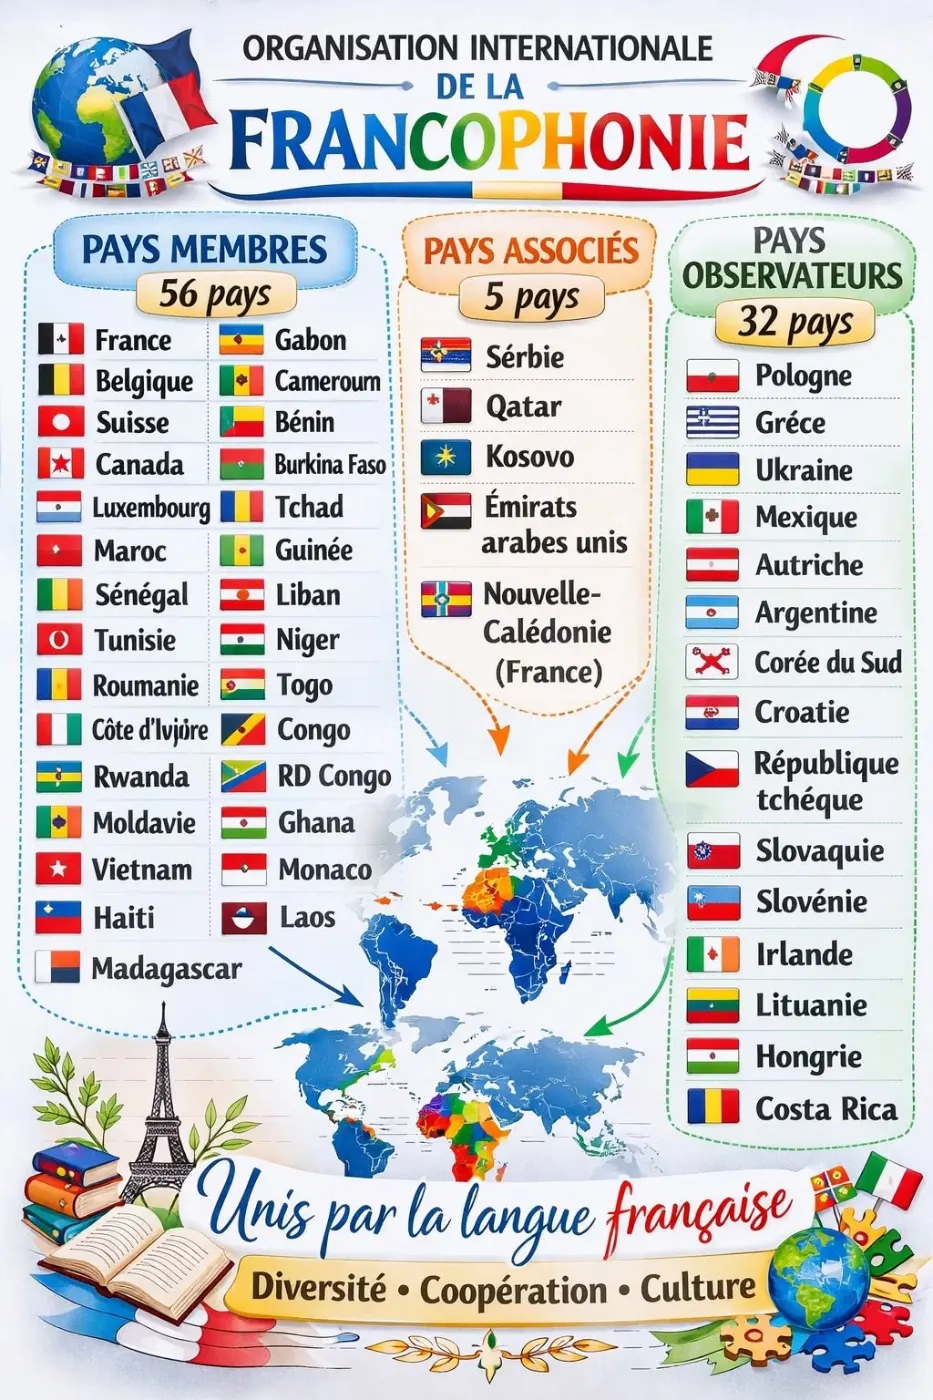 ORGANISATION INTERNATIONALE
DE LA
FRANCOPHONIE
PAYS MEMBRES
56 pays
France
Gabon
Belgique
Cameroum
Suisse
Bénin
Canada
Burkina Faso
Luxembourg
Tchad
Maroc
Guinée
Sénégal
Liban
Tunisie
Niger
Roumanie
Togo
Côte d'Ivjire
Congo
Rwanda
RD Congo
Moldavie
Ghana
Vietnam
Monaco
Haiti
Laos
Madagascar
PAYS ASSOCIÉS
5 pays
Sérbie
Qatar
Kosovo
Émirats
arabes unis
Nouvelle-
Calédonie
(France)
PAYS
OBSERVATEURS
32 pays
Pologne
Gréce
Ukraine
Mexique
Autriche
Argentine
Corée du Sud
Croatie
République
tchéque
Slovaquie
Slovénie
Irlande
Lituanie
Hongrie
Costa Rica
Unis par la langue française
Diversité • Coopération • Culture